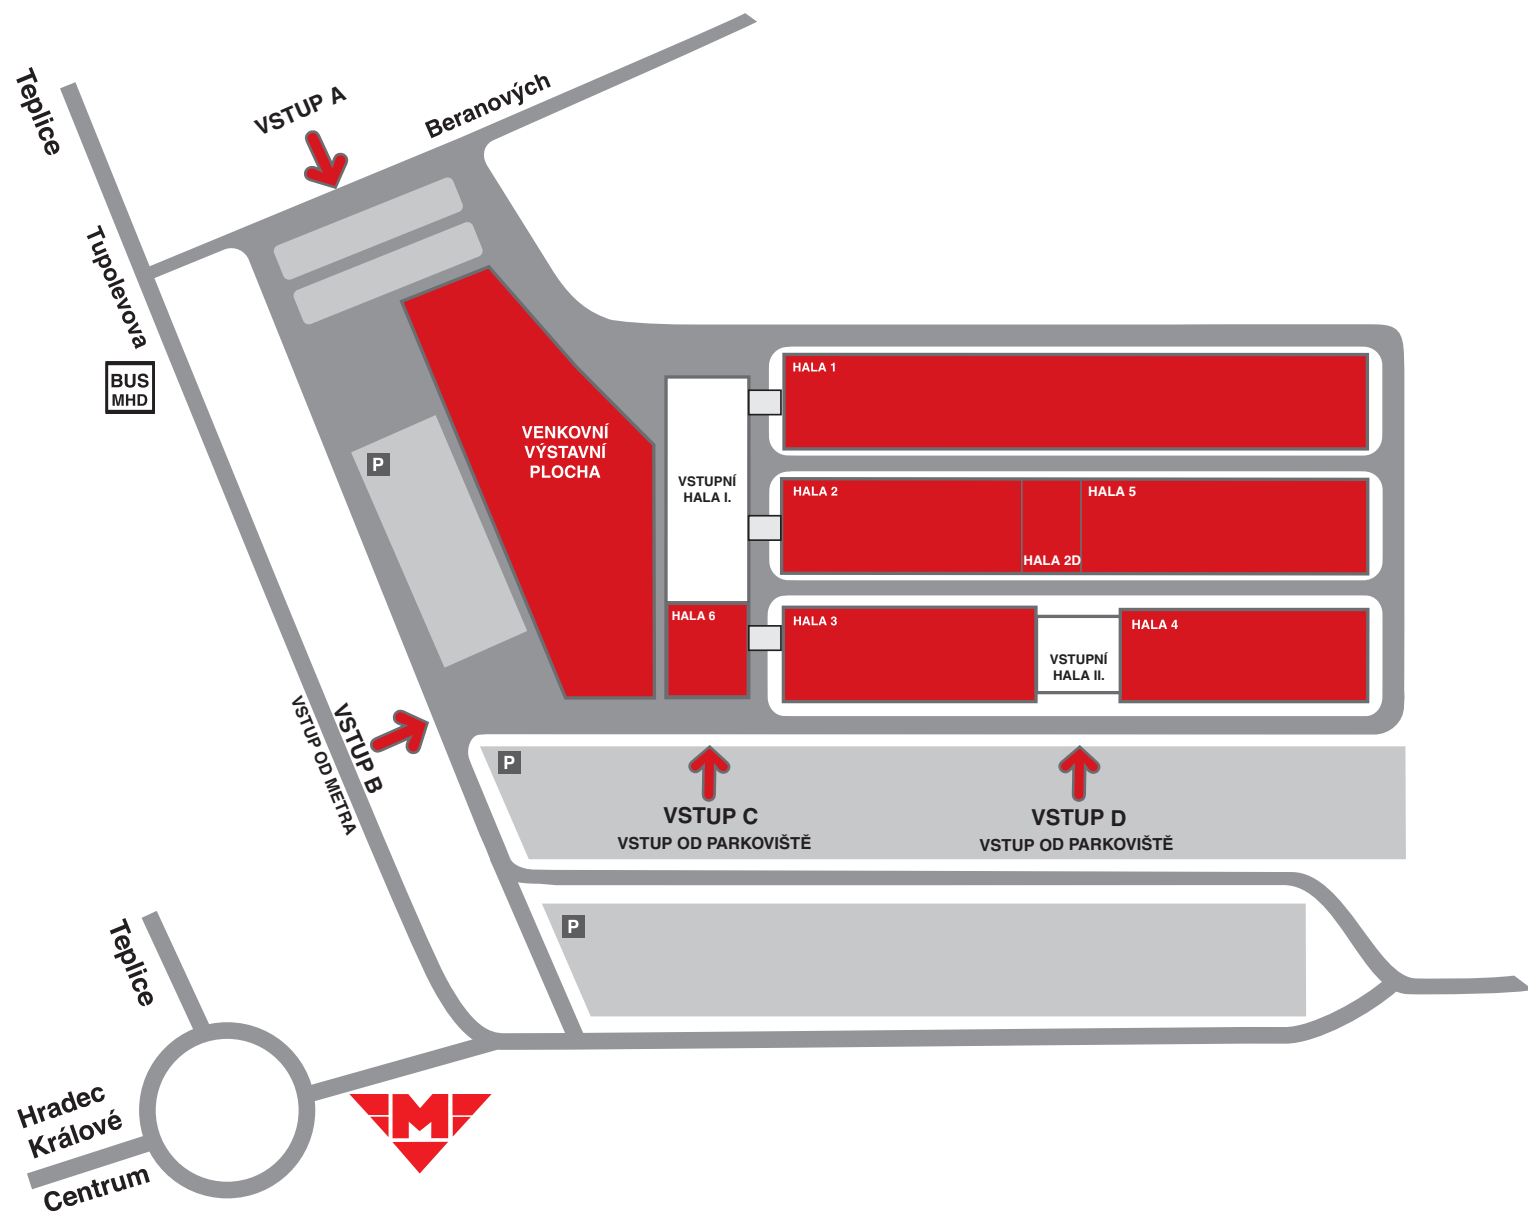 Teplice
VSTUP A
Beranových
Tupolevova
BUS
MHD
P
VENKOVNÍ
VÝSTAVNÍ
PLOCHA
VSTUPNÍ
HALA I.
HALA 1
HALA 2
HALA 2D
HALA 5
HALA 6
HALA 3
VSTUPNÍ
HALA II.
HALA 4
VSTUP B
VSTUP OD METRA
P
VSTUP C
VSTUP OD PARKOVIŠTĚ
VSTUP D
VSTUP OD PARKOVIŠTĚ
P
Teplice
Hradec
Králové
Centrum
M